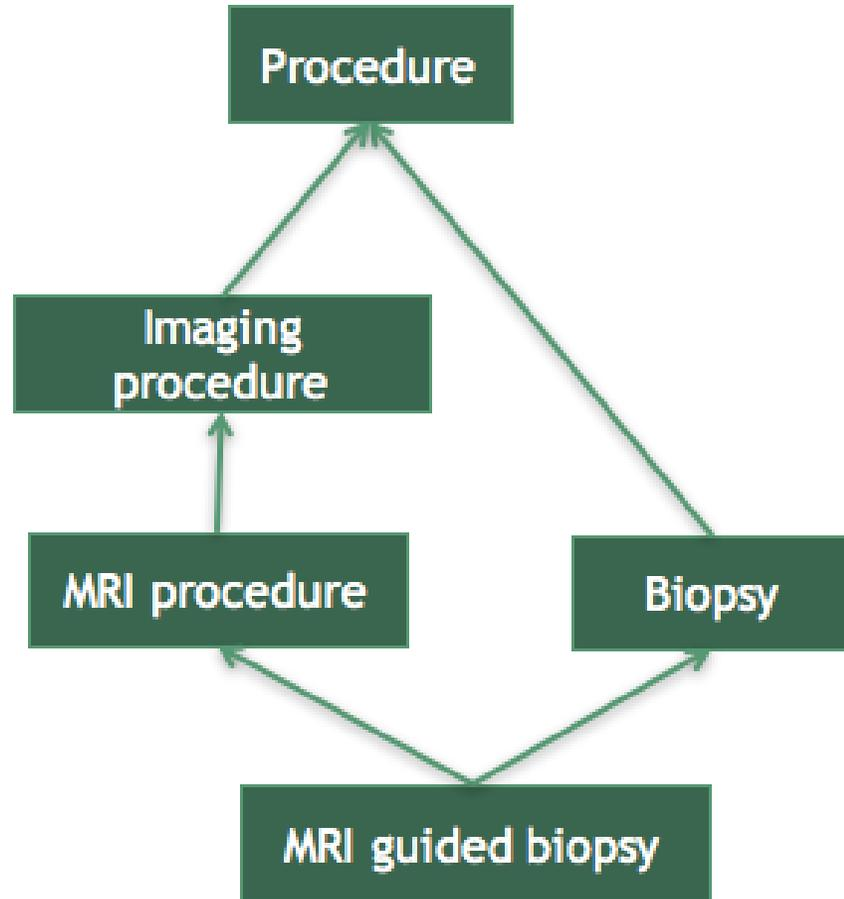 Procedure
Imaging
procedure
MRI procedure
Biopsy
MRI guided biopsy